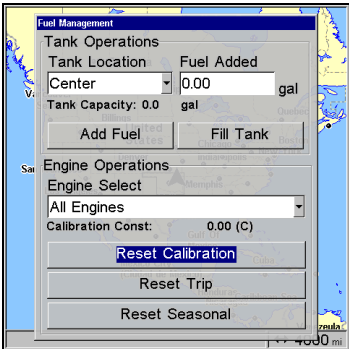 Fuel Management
Tank Operations
Tank Location Fuel Added
Center 0.00 gal
Tank Capacity: 0.0 gal
Add Fuel Fill Tank
Engine Operations
Engine Select
All Engines
Calibration Const: 0.00 (C)
Reset Calibration
Reset Trip
Reset Seasonal
4000 mi